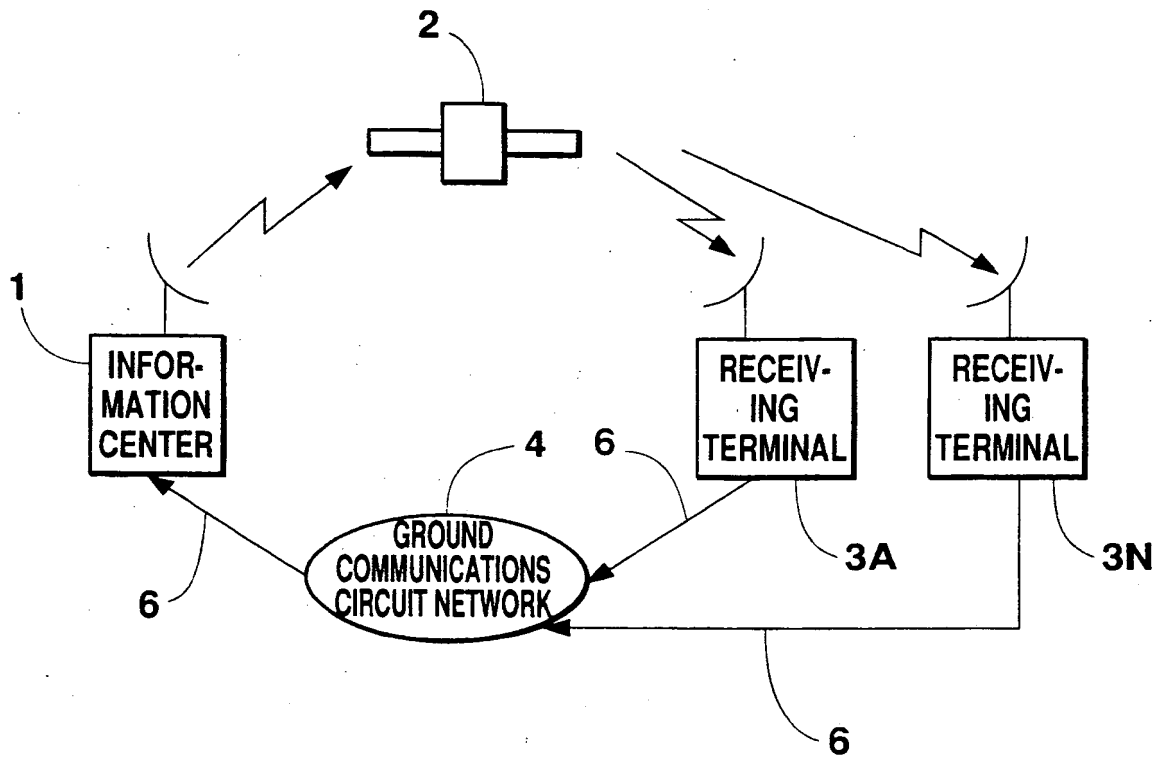 2
1
INFOR-
MATION
CENTER
RECEIV-
ING
TERMINAL
RECEIV-
ING
TERMINAL
4
6
GROUND
COMMUNICATIONS
CIRCUIT NETWORK
3A
3N
6
6